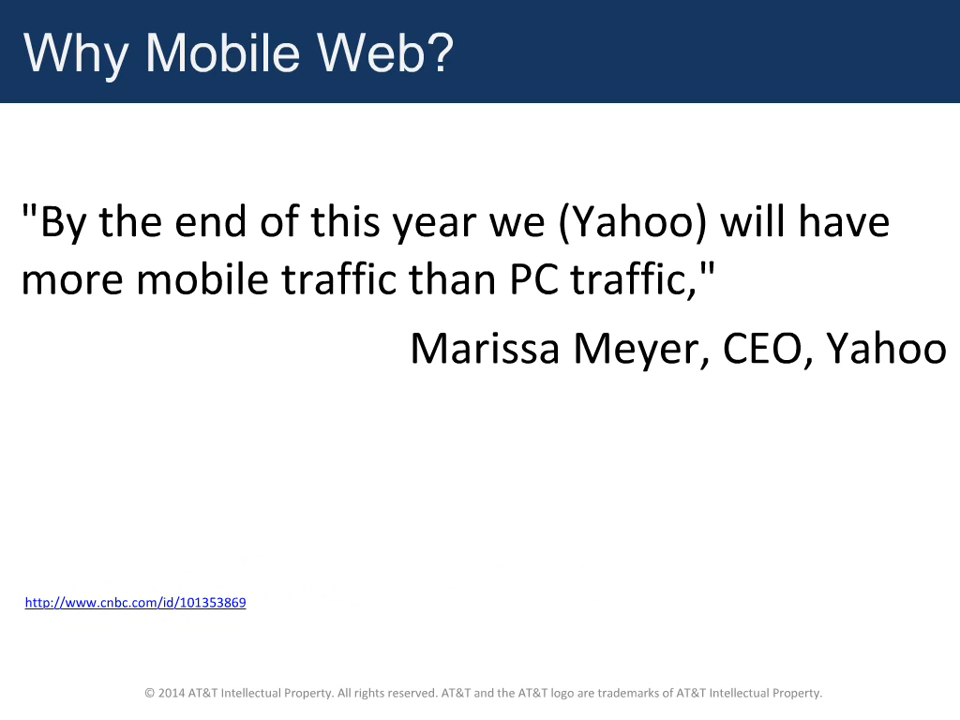 Why Mobile Web?
"By the end of this year we (Yahoo) will have
more mobile traffic than PC traffic,"
Marissa Meyer, CEO, Yahoo
http://www.cnbc.com/id/101353869
© 2014 AT&T Intellectual Property. All rights reserved. AT&T and the AT&T logo are trademarks of AT&T Intellectual Property.